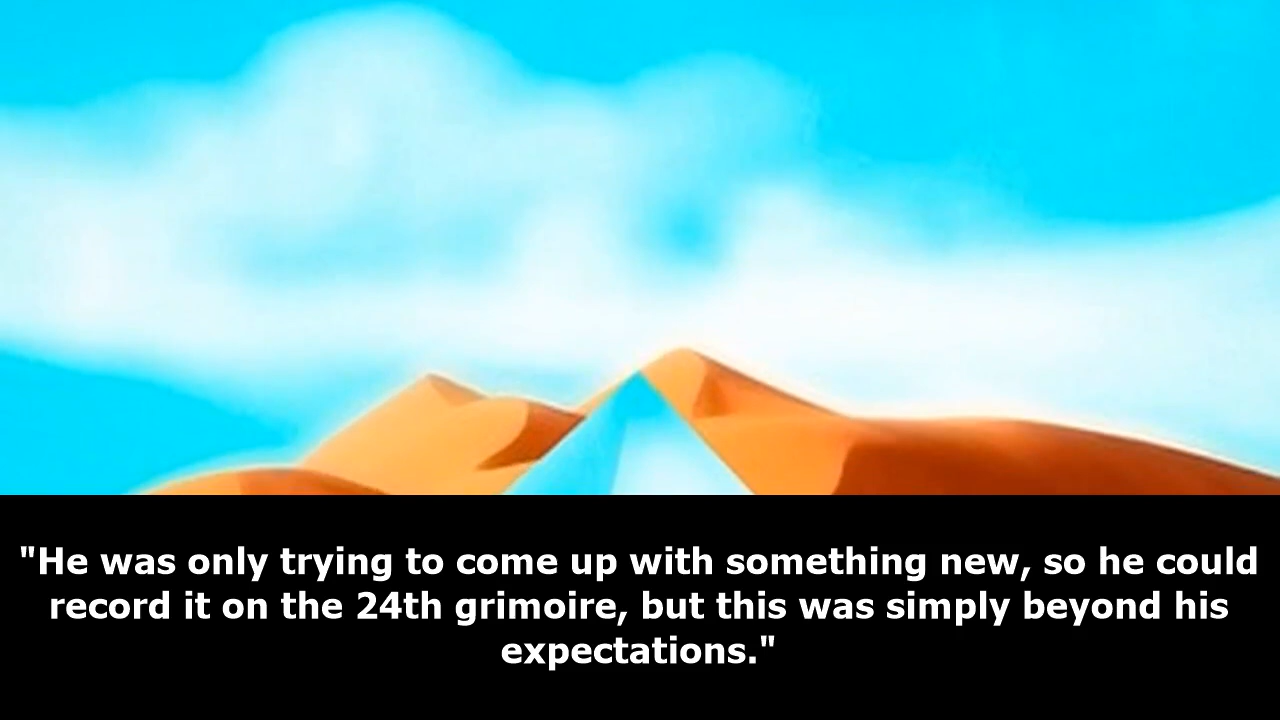 "He was only trying to come up with something new, so he could
record it on the 24th grimoire, but this was simply beyond his
expectations."